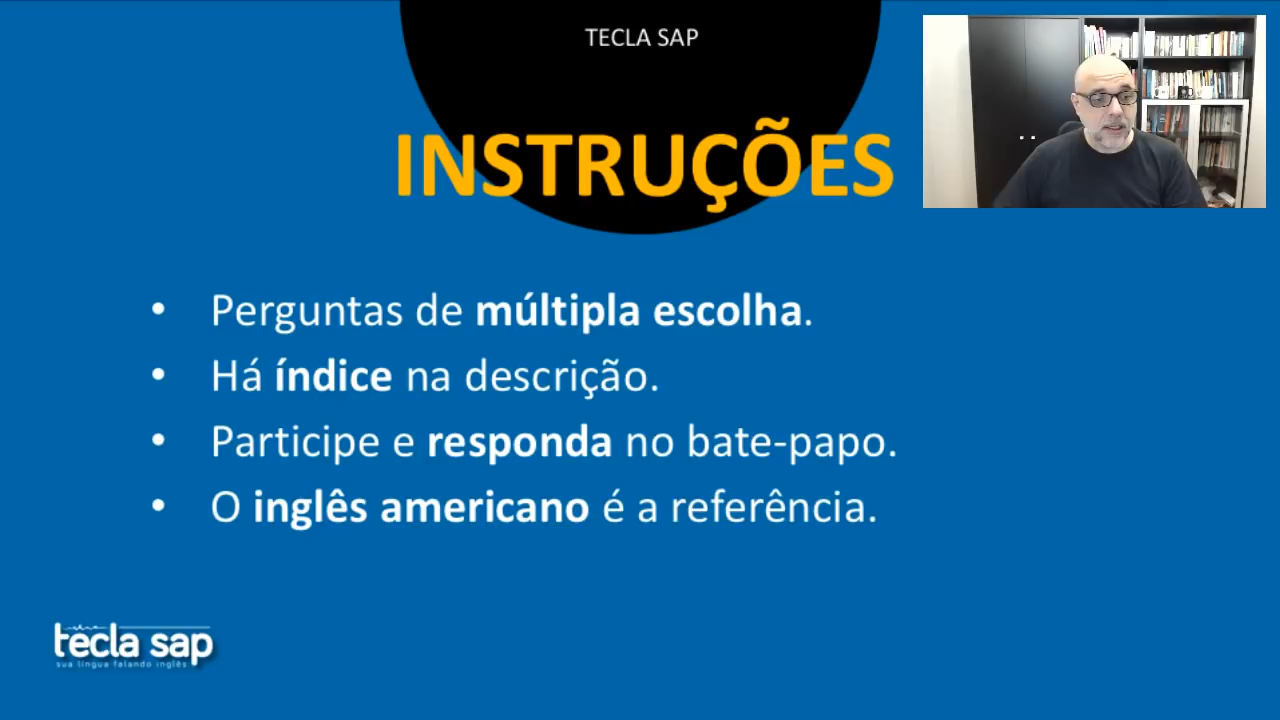 TECLA SAP
INSTRUÇÕES
• Perguntas de múltipla escolha.
• Há índice na descrição.
• Participe e responda no bate-papo.
• O inglês americano é a referência.
tecla sap
sua língua falando inglês